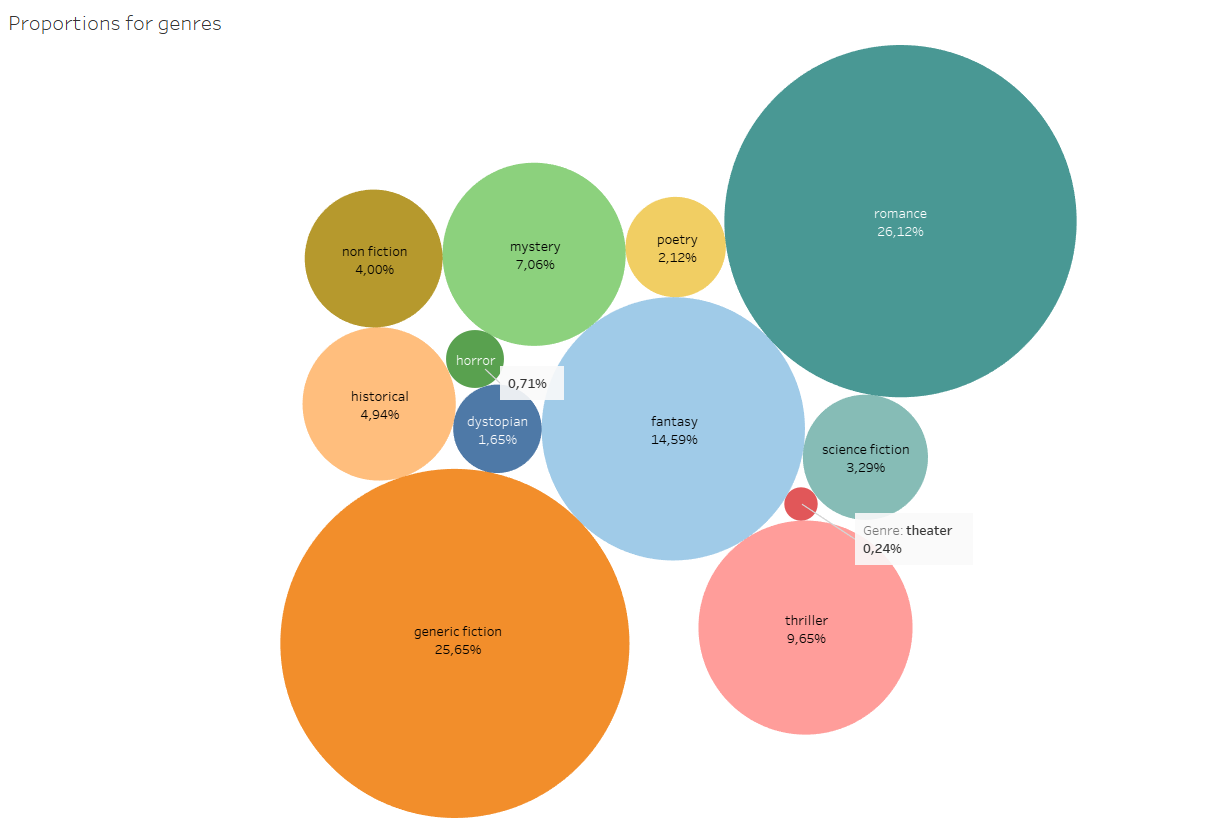 Proportions for genres
romance
26,12%
non fiction
4,00%
mystery
7,06%
poetry
2,12%
horror
0,71%
historical
4,94%
dystopian
1,65%
fantasy
14,59%
science fiction
3,29%
Genre: theater
0,24%
generic fiction
25,65%
thriller
9,65%